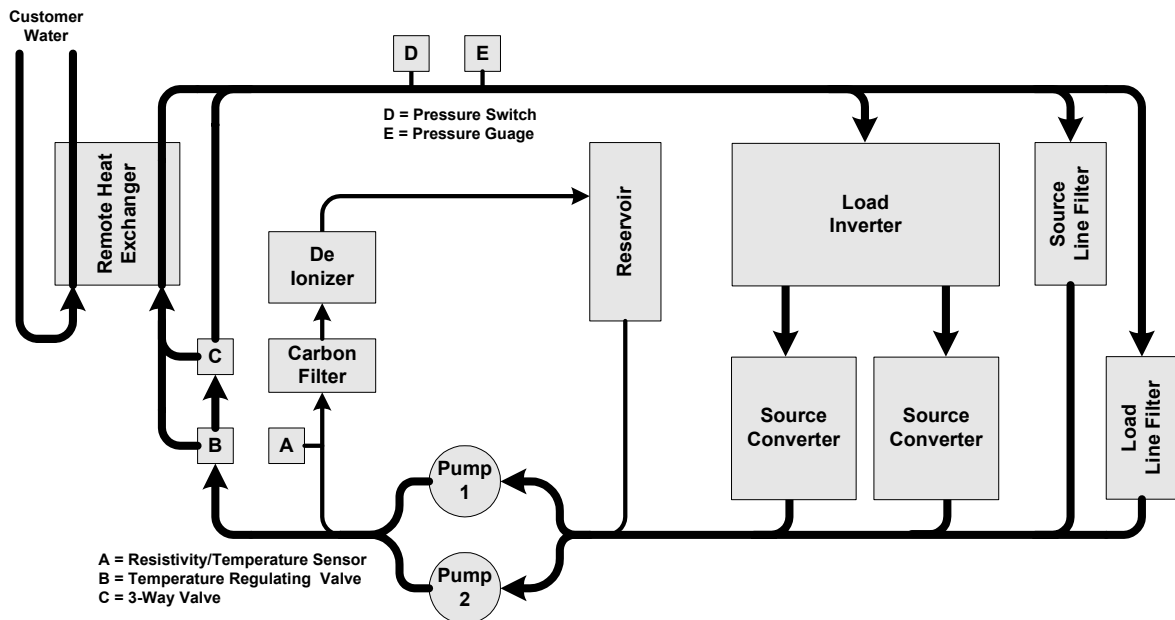 Customer
Water
D
E
D = Pressure Switch
E = Pressure Guage
Remote Heat
Exchanger
De
Ionizer
Reservoir
Load
Inverter
Source
Line Filter
C
Carbon
Filter
B
A
Pump
1
Source
Converter
Source
Converter
Load
Line Filter
A = Resistivity/Temperature Sensor
B = Temperature Regulating Valve
C = 3-Way Valve
Pump
2